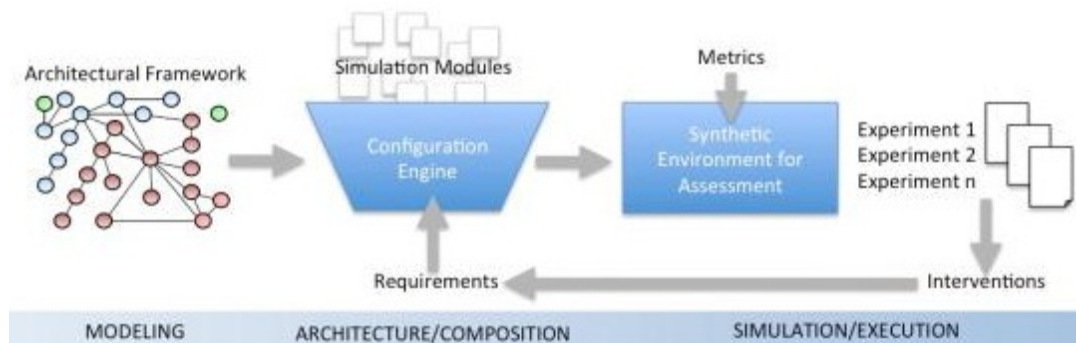 Architectural Framework
Simulation Modules
Configuration
Engine
Metrics
Synthetic
Environment for
Assessment
Experiment 1
Experiment 2
Experiment n
Requirements
Interventions
MODELING
ARCHITECTURE/COMPOSITION
SIMULATION/EXECUTION